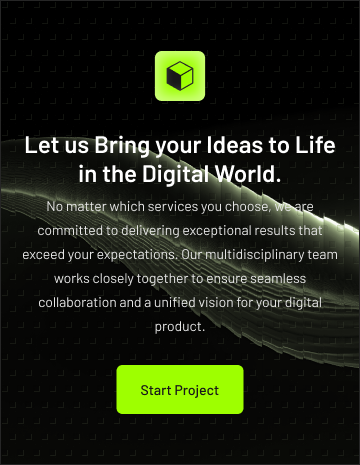 Let us Bring your Ideas to Life
in the Digital World.
No matter which services you choose, we are
committed to delivering exceptional results that
exceed your expectations. Our multidisciplinary team
works closely together to ensure seamless
collaboration and a unified vision for your digital
product.
Start Project